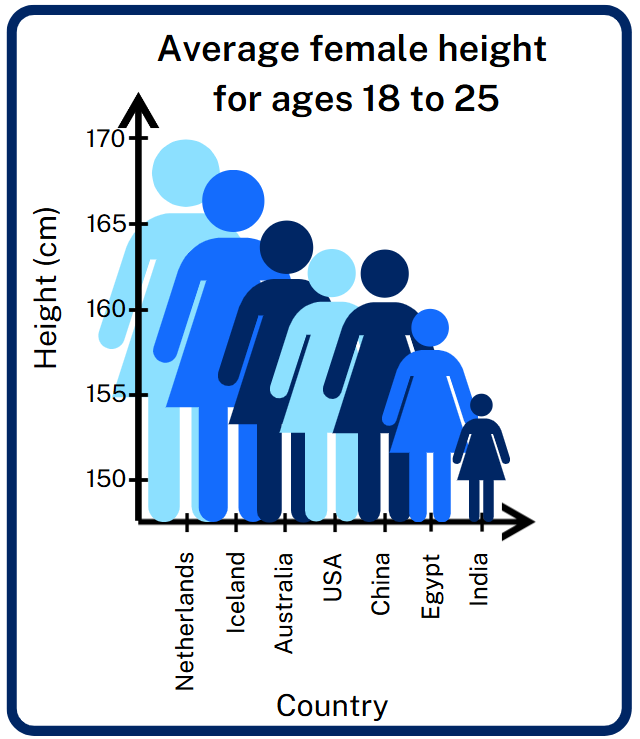 Average female height
for ages 18 to 25
Height (cm)
170
165
160
155
150
Netherlands
Iceland
Australia
USA
China
Egypt
India
Country